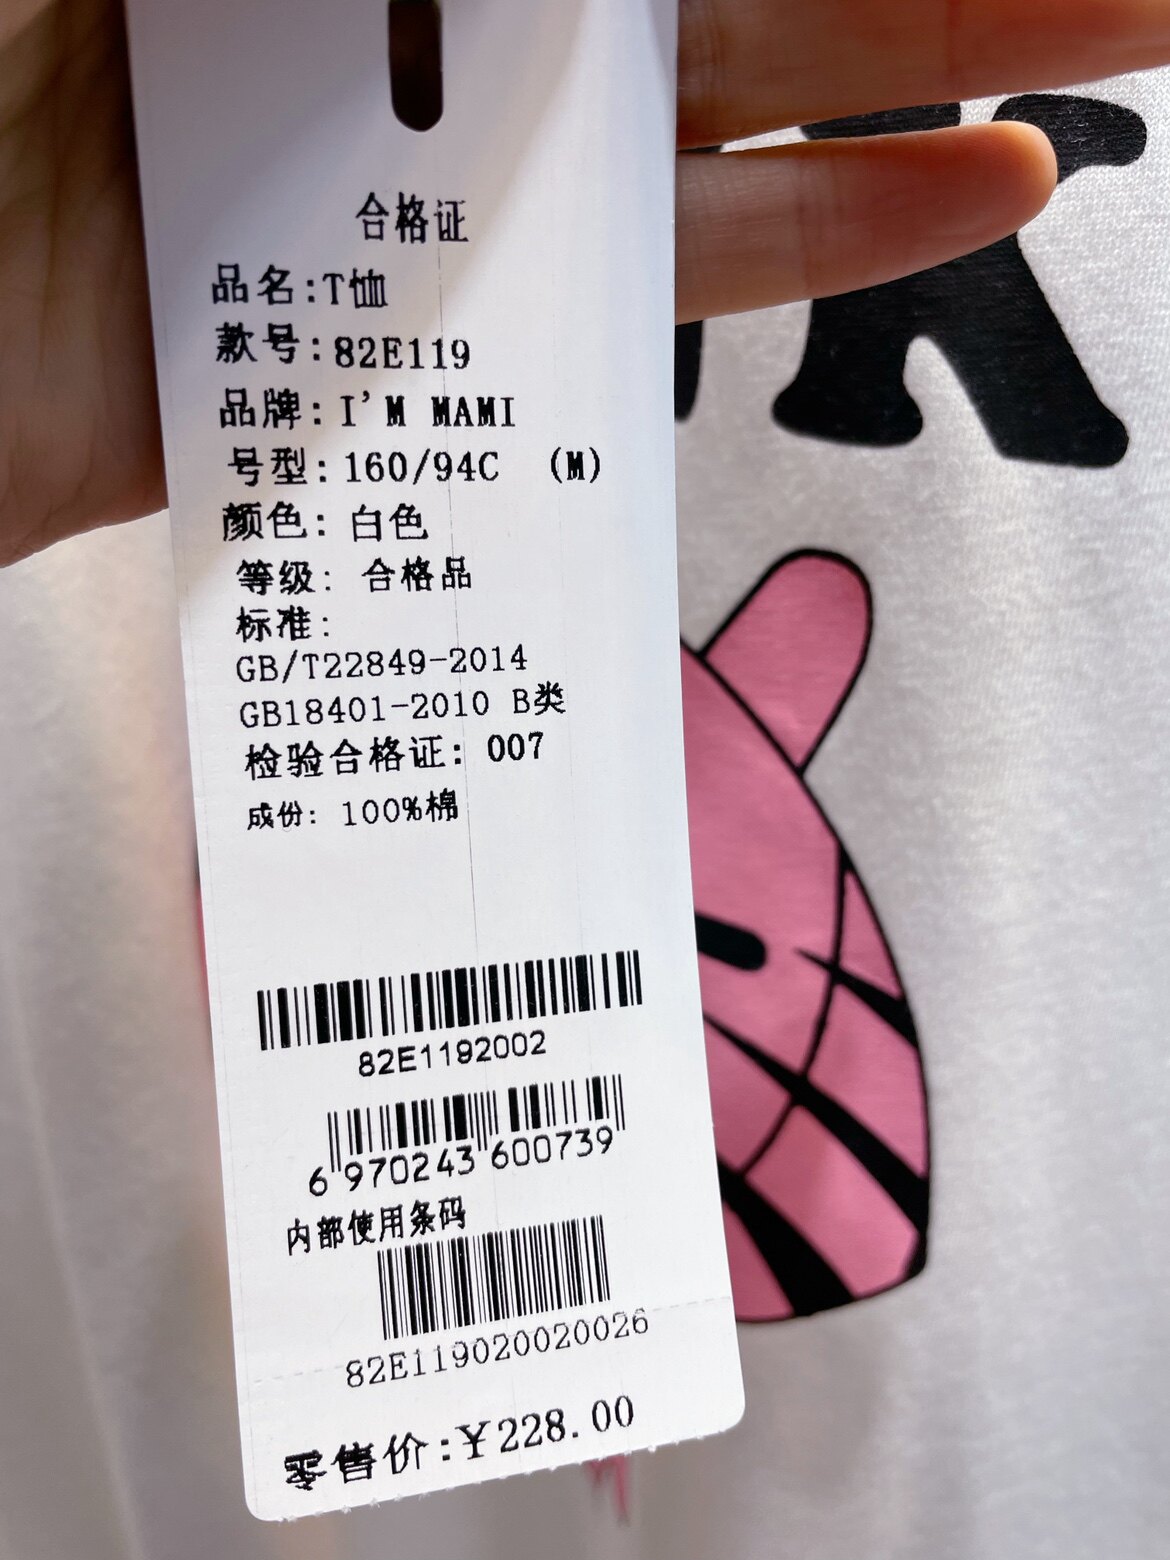 合格证
品名:T恤
款号:82E119
品牌:I'M MAMI
号型:160/94C (M)
颜色:白色
等级: 合格品
标准:
GB/T22849-2014
GB18401-2010 B类
检验合格证: 007
成份: 100%棉
82E1192002
6 970243 600739
内部使用条码
82E119020020026
零售价:¥228.00